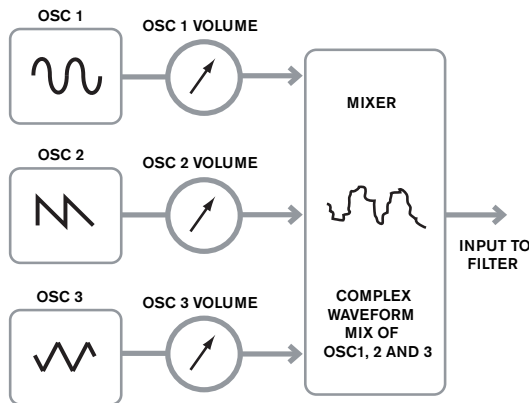 OSC 1
OSC 1 VOLUME
MIXER
OSC 2
OSC 2 VOLUME
INPUT TO
FILTER
OSC 3
OSC 3 VOLUME
COMPLEX
WAVEFORM
MIX OF
OSC1, 2 AND 3